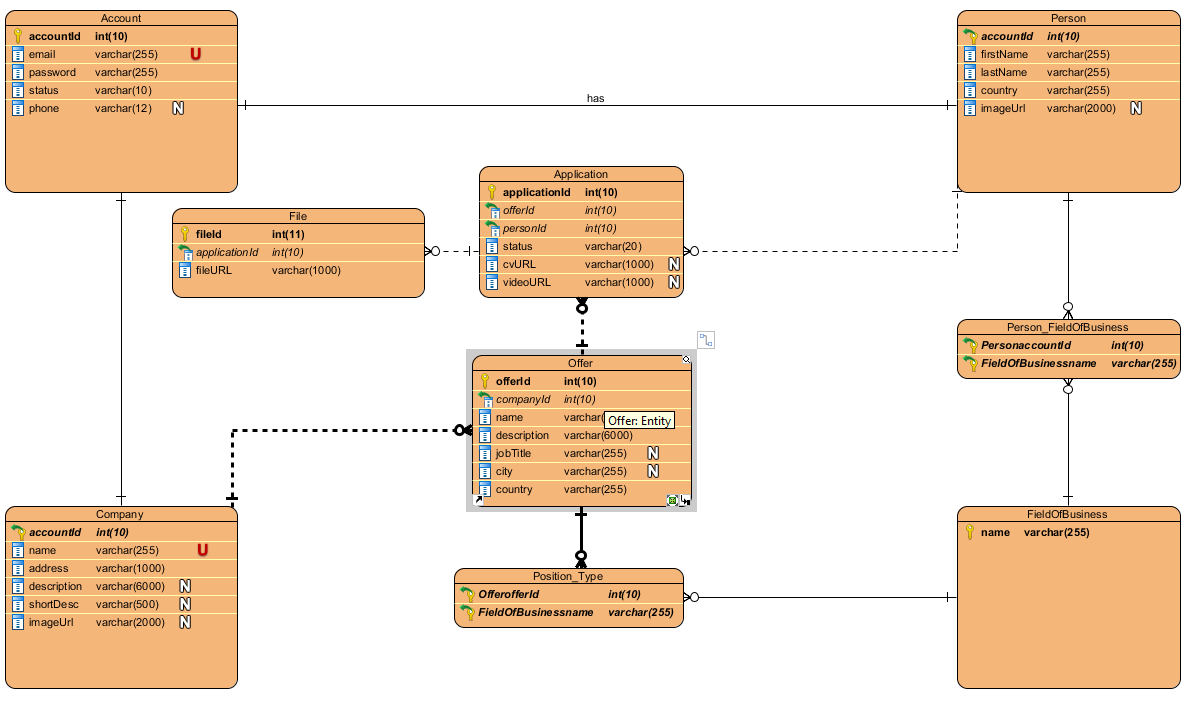 Account
accountId int(10)
email varchar(255) U
password varchar(255)
status varchar(10)
phone varchar(12) N
has
Person
accountId int(10)
firstName varchar(255)
lastName varchar(255)
country varchar(255)
imageUrl varchar(2000) N
Application
applicationId int(10)
offerId int(10)
personId int(10)
status varchar(20)
cvURL varchar(1000) N
videoURL varchar(1000) N
File
fileId int(11)
applicationId int(10)
fileURL varchar(1000)
Person_FieldOfBusiness
PersonaccountId int(10)
FieldOfBusinessname varchar(255)
Offer
offerId int(10)
companyId int(10)
name varchar(
Offer: Entity
description varchar(6000)
jobTitle varchar(255) N
city varchar(255) N
country varchar(255)
Company
accountId int(10)
name varchar(255) U
address varchar(1000)
description varchar(6000) N
shortDesc varchar(500) N
imageUrl varchar(2000) N
Position_Type
OfferofferId int(10)
FieldOfBusinessname varchar(255)
FieldOfBusiness
name varchar(255)